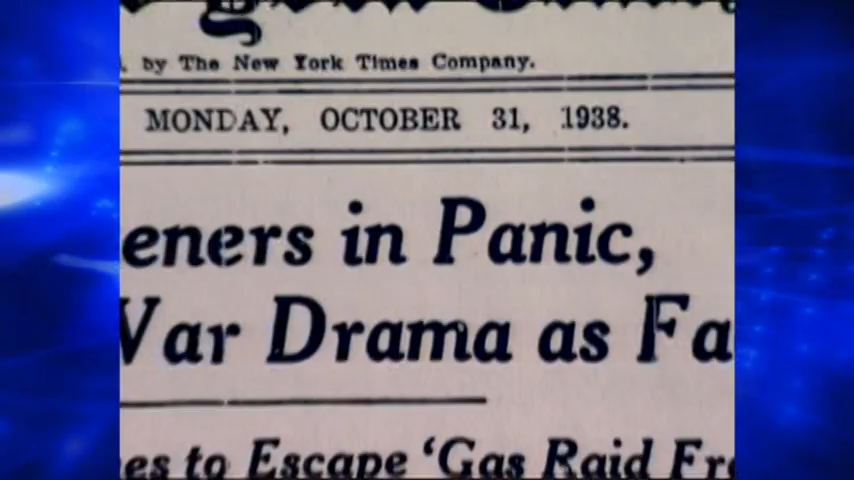 by The New York Times Company.
MONDAY, OCTOBER 31, 1938.
eners in Panic,
War Drama as Fa
es to Escape 'Gas Raid Fr